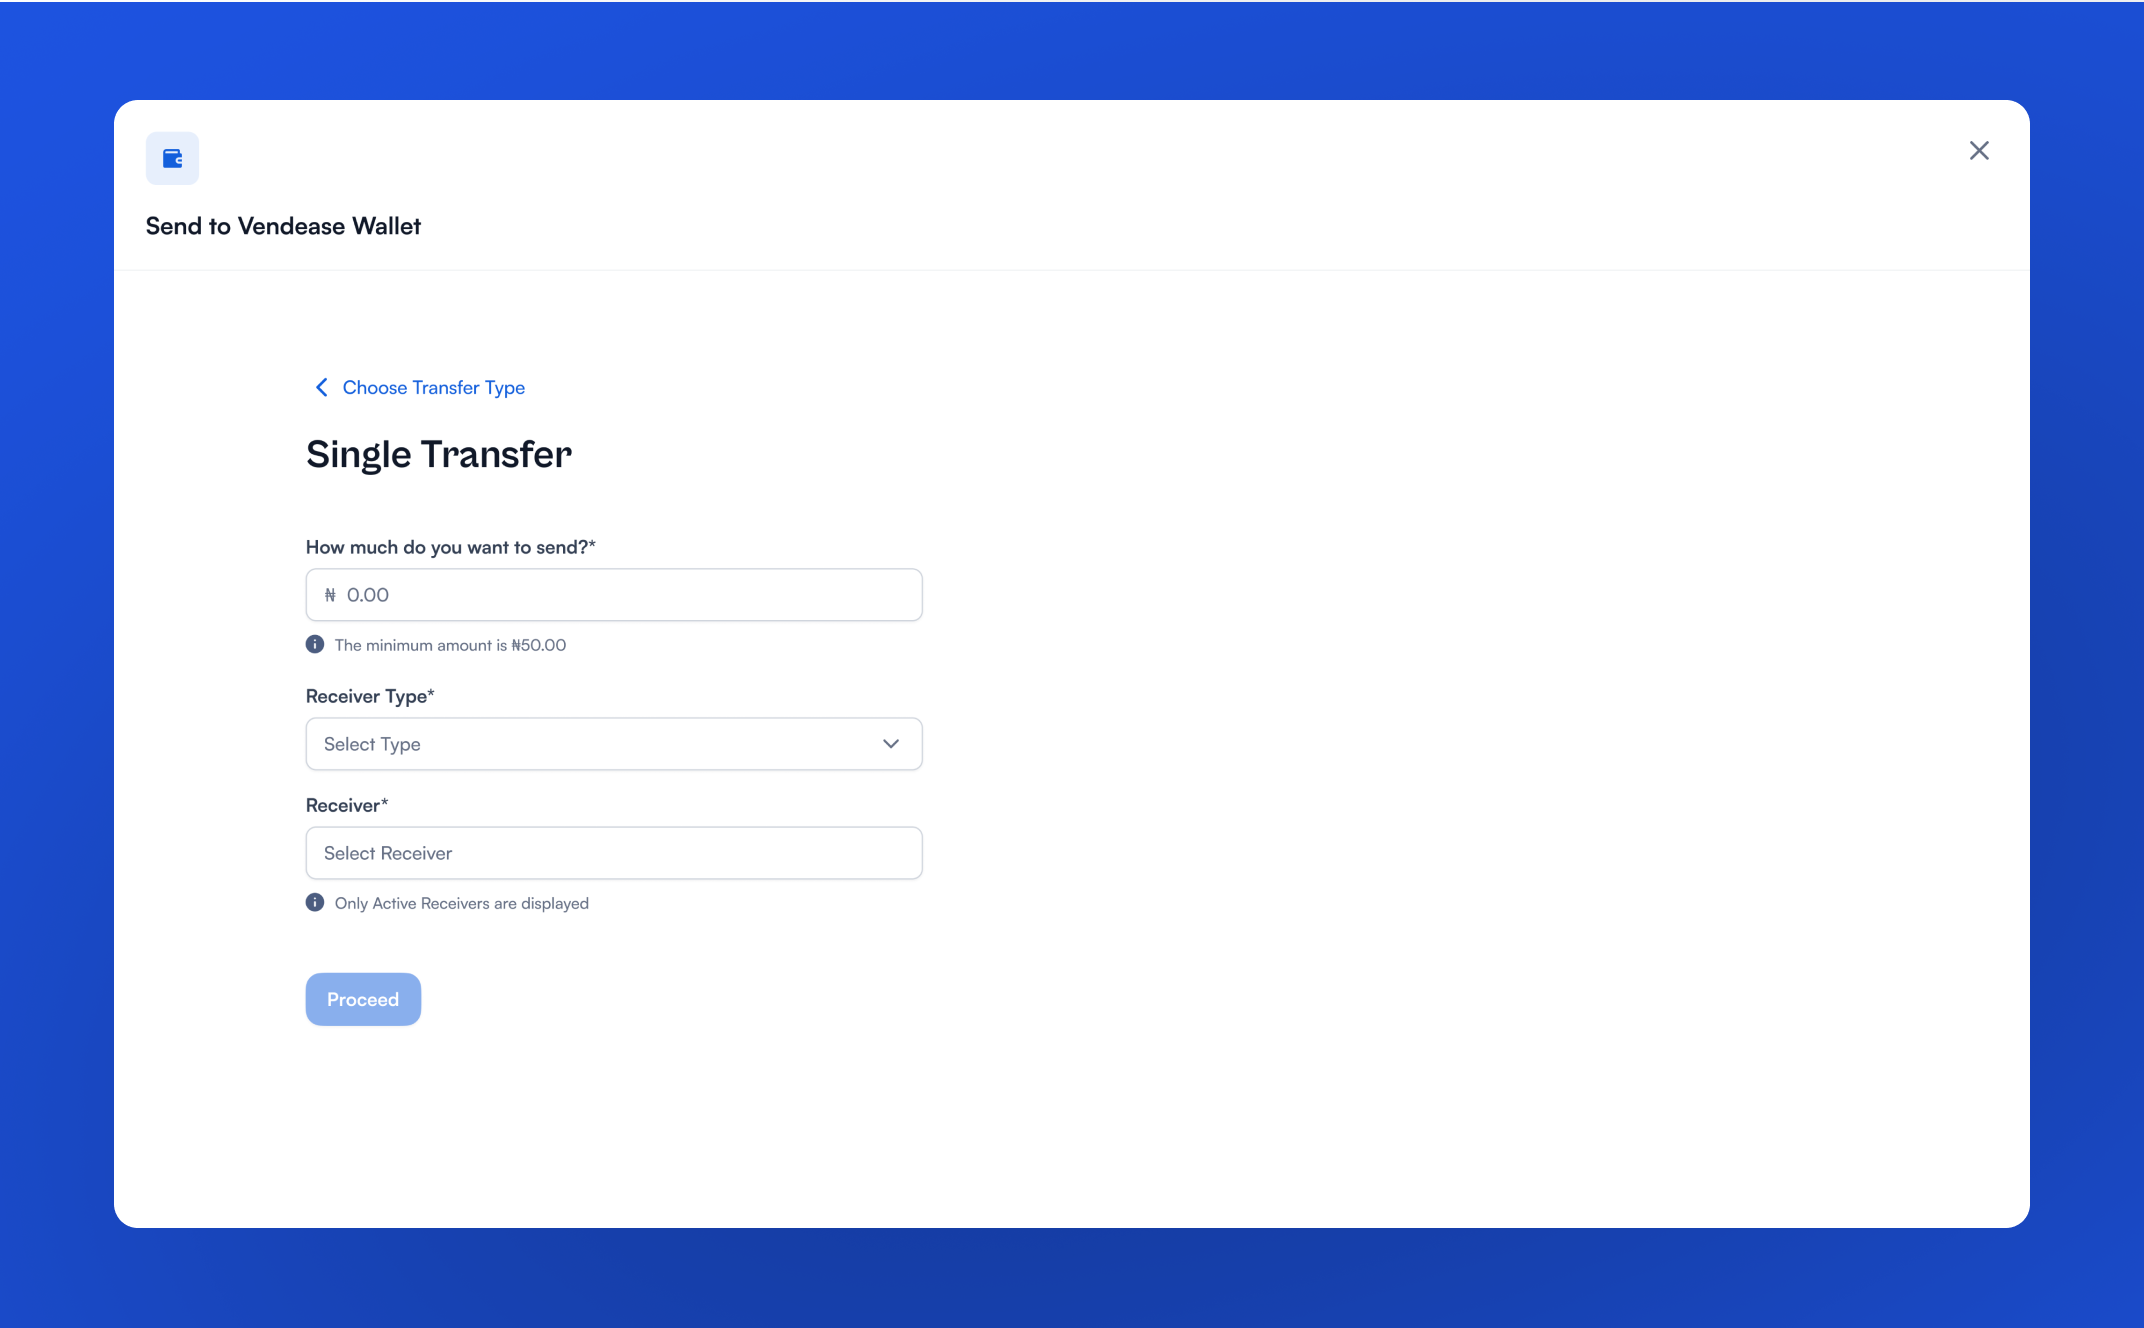 Send to Vendease Wallet
Choose Transfer Type
Single Transfer
How much do you want to send?*
₦ 0.00
The minimum amount is ₦50.00
Receiver Type*
Select Type
Receiver*
Select Receiver
Only Active Receivers are displayed
Proceed